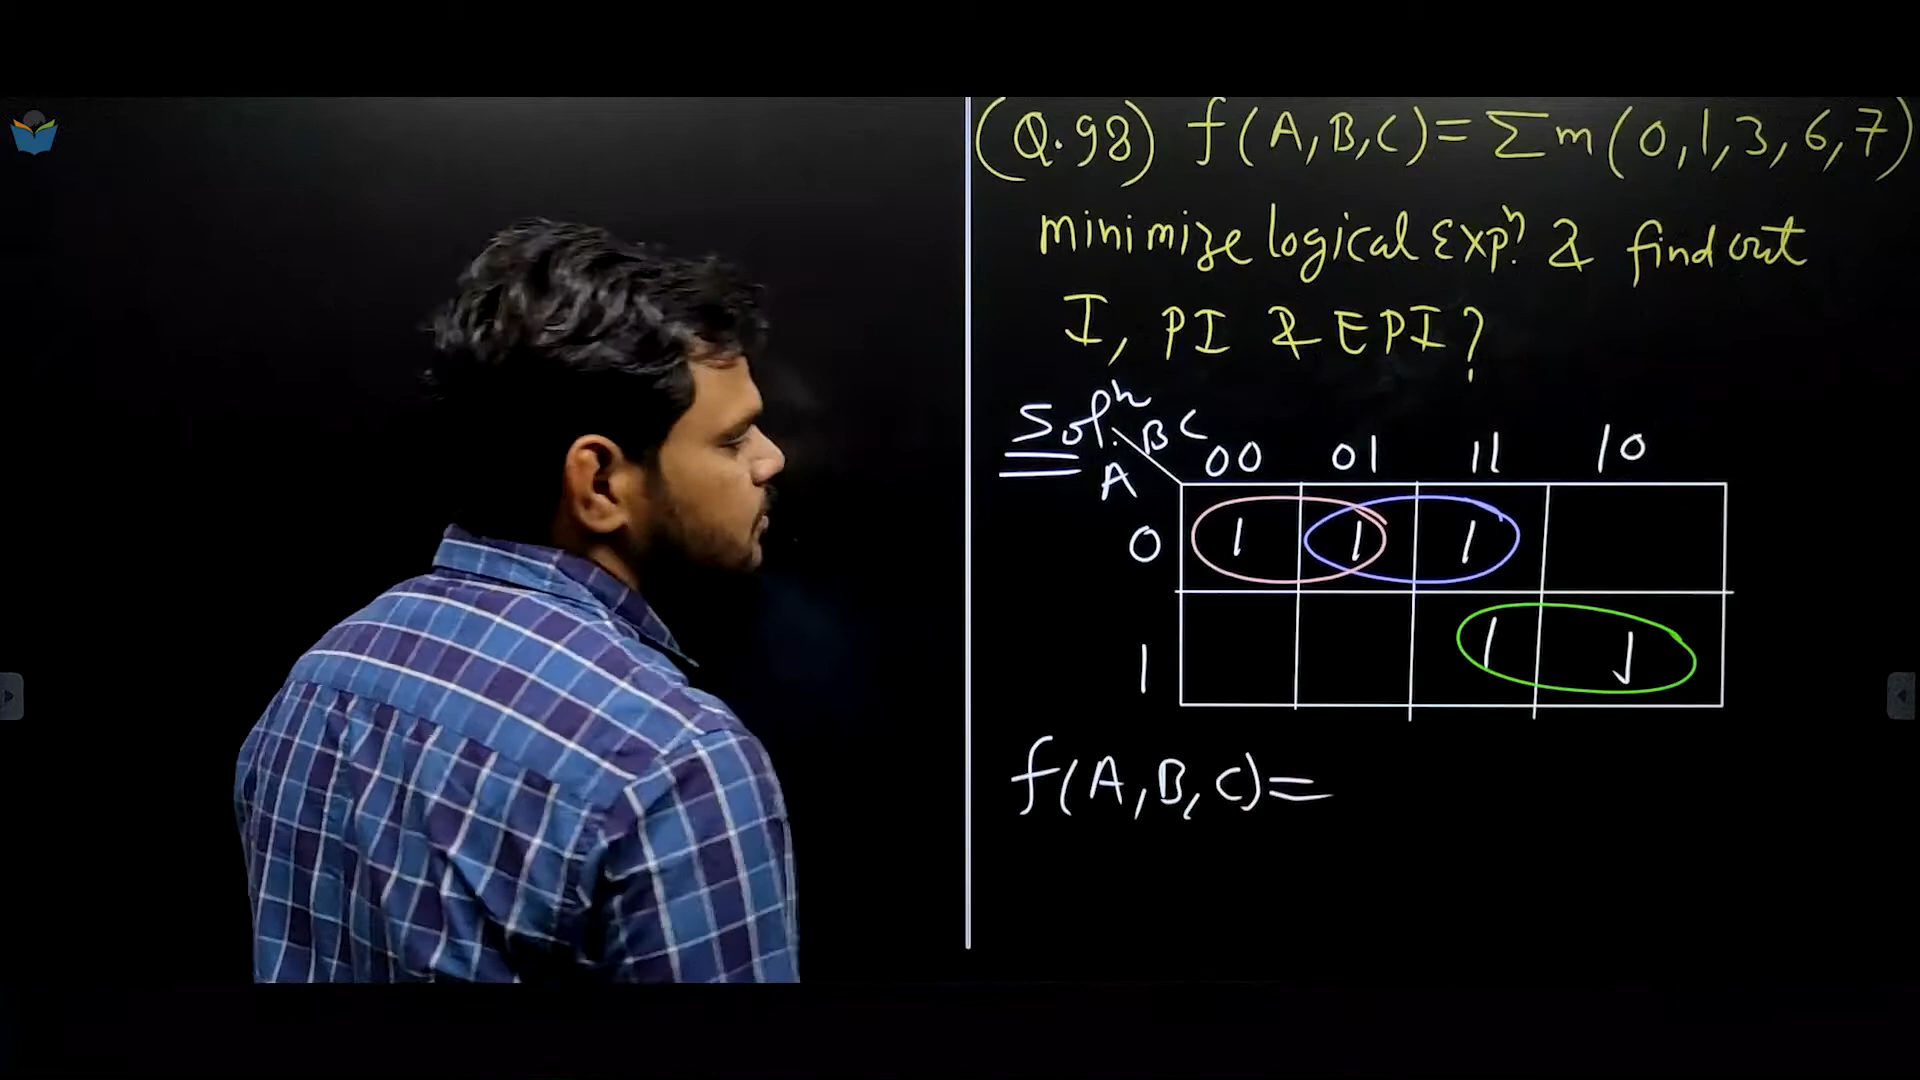 (Q.98) f(A,B,C)=Σm(0,1,3,6,7)
minimize logical Expⁿ. & find out
I, PI & EPI?
Solⁿ.
BC
A
00 01 11 10
0 1 1 1
1 1 1
f(A,B,C)=